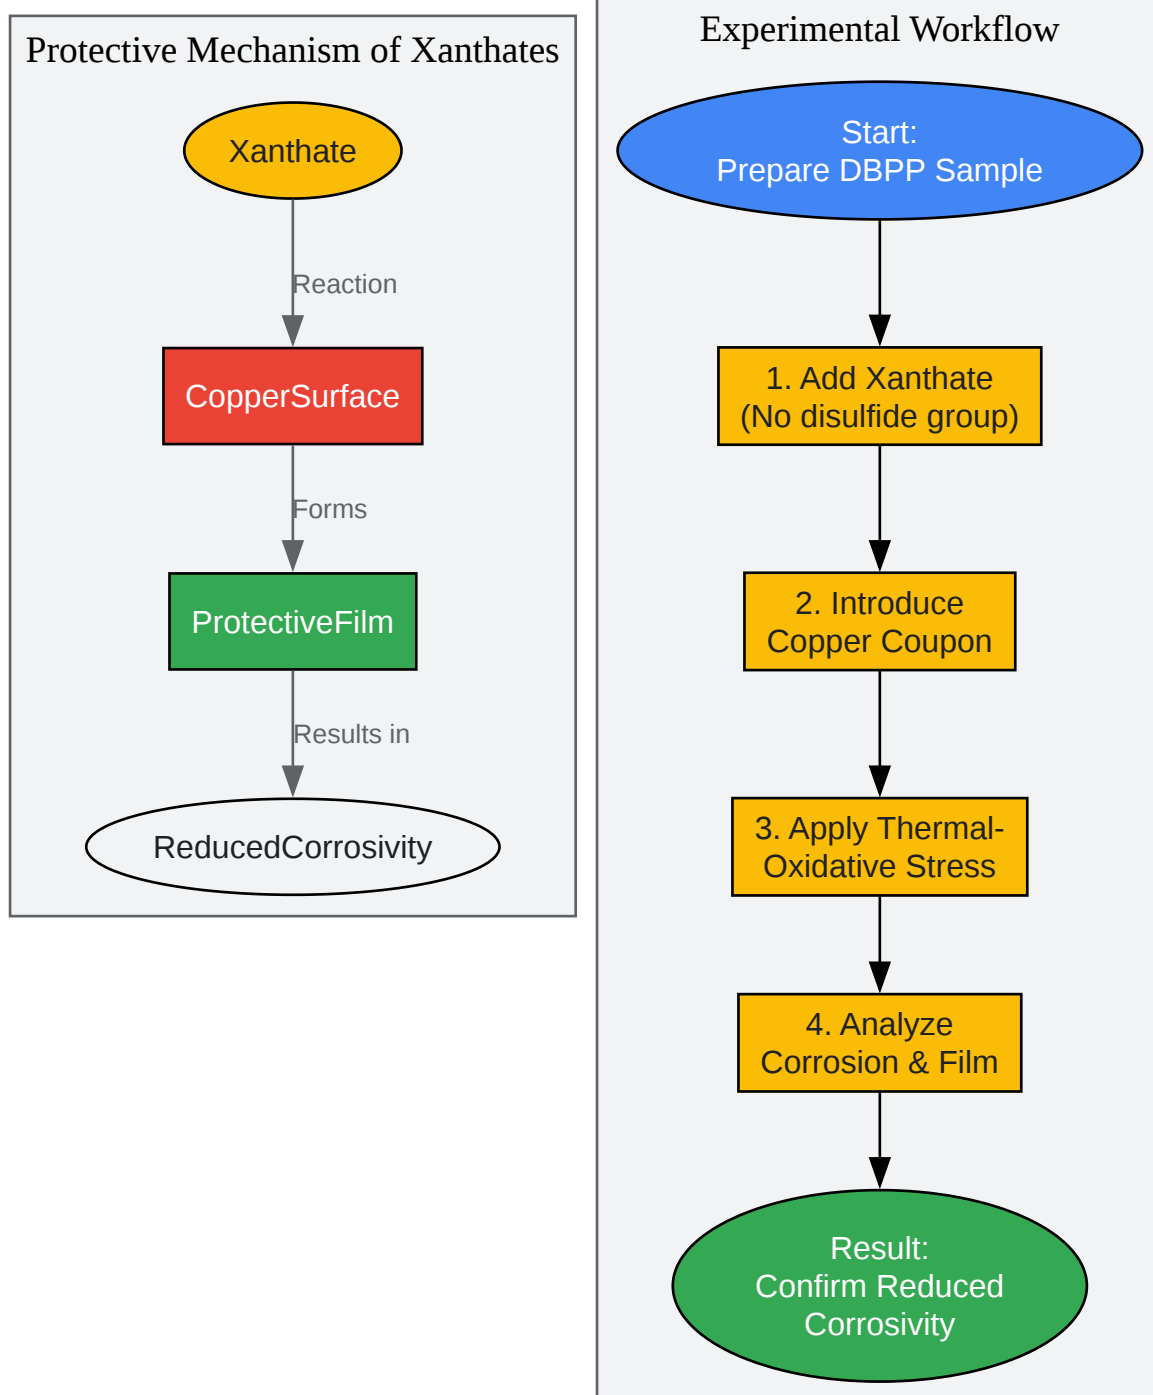 Protective Mechanism of Xanthates
Xanthate
Reaction
CopperSurface
Forms
ProtectiveFilm
Results in
ReducedCorrosivity
Experimental Workflow
Start:
Prepare DBPP Sample
1. Add Xanthate
(No disulfide group)
2. Introduce
Copper Coupon
3. Apply Thermal-
Oxidative Stress
4. Analyze
Corrosion & Film
Result:
Confirm Reduced
Corrosivity